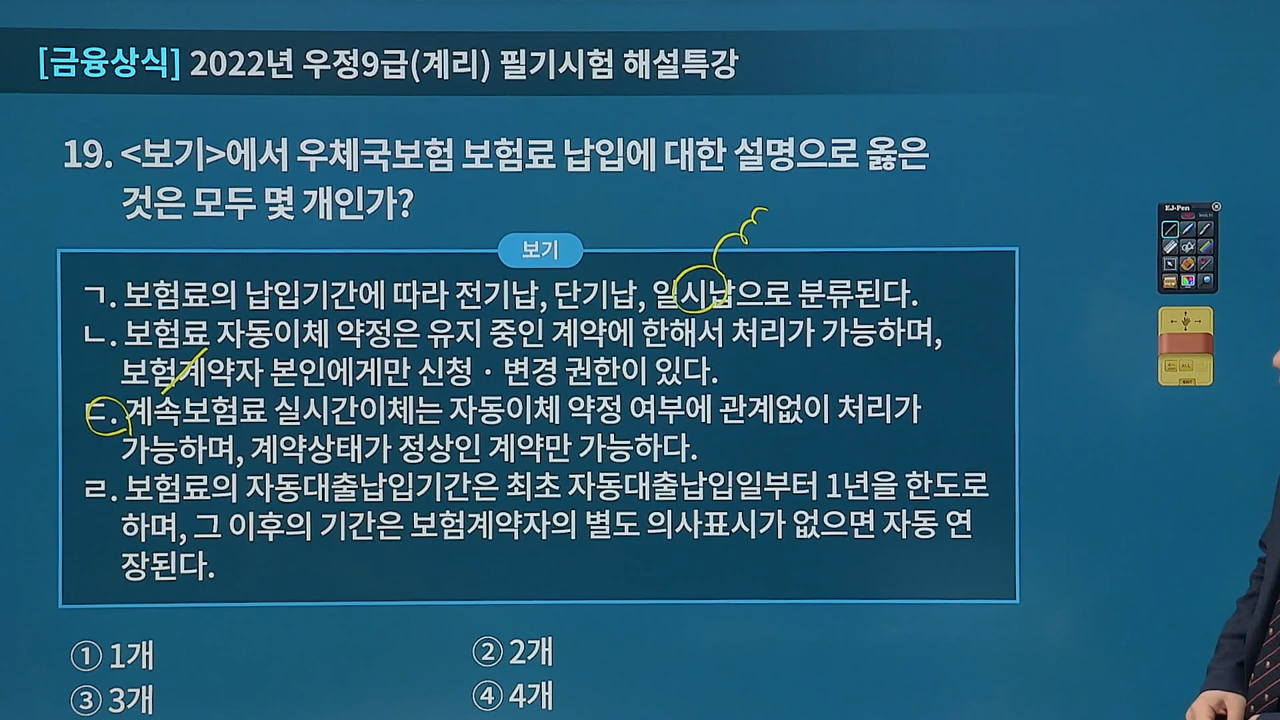 [금융상식] 2022년 우정9급(계리) 필기시험 해설특강
19. <보기>에서 우체국보험 보험료 납입에 대한 설명으로 옳은
것은 모두 몇 개인가?
보기
ㄱ. 보험료의 납입기간에 따라 전기납, 단기납, 일시납으로 분류된다.
ㄴ. 보험료 자동이체 약정은 유지 중인 계약에 한해서 처리가 가능하며,
보험계약자 본인에게만 신청 · 변경 권한이 있다.
ㄷ. 계속보험료 실시간이체는 자동이체 약정 여부에 관계없이 처리가
가능하며, 계약상태가 정상인 계약만 가능하다.
ㄹ. 보험료의 자동대출납입기간은 최초 자동대출납입일부터 1년을 한도로
하며, 그 이후의 기간은 보험계약자의 별도 의사표시가 없으면 자동 연
장된다.
① 1개
② 2개
③ 3개
④ 4개
EJ-Pen